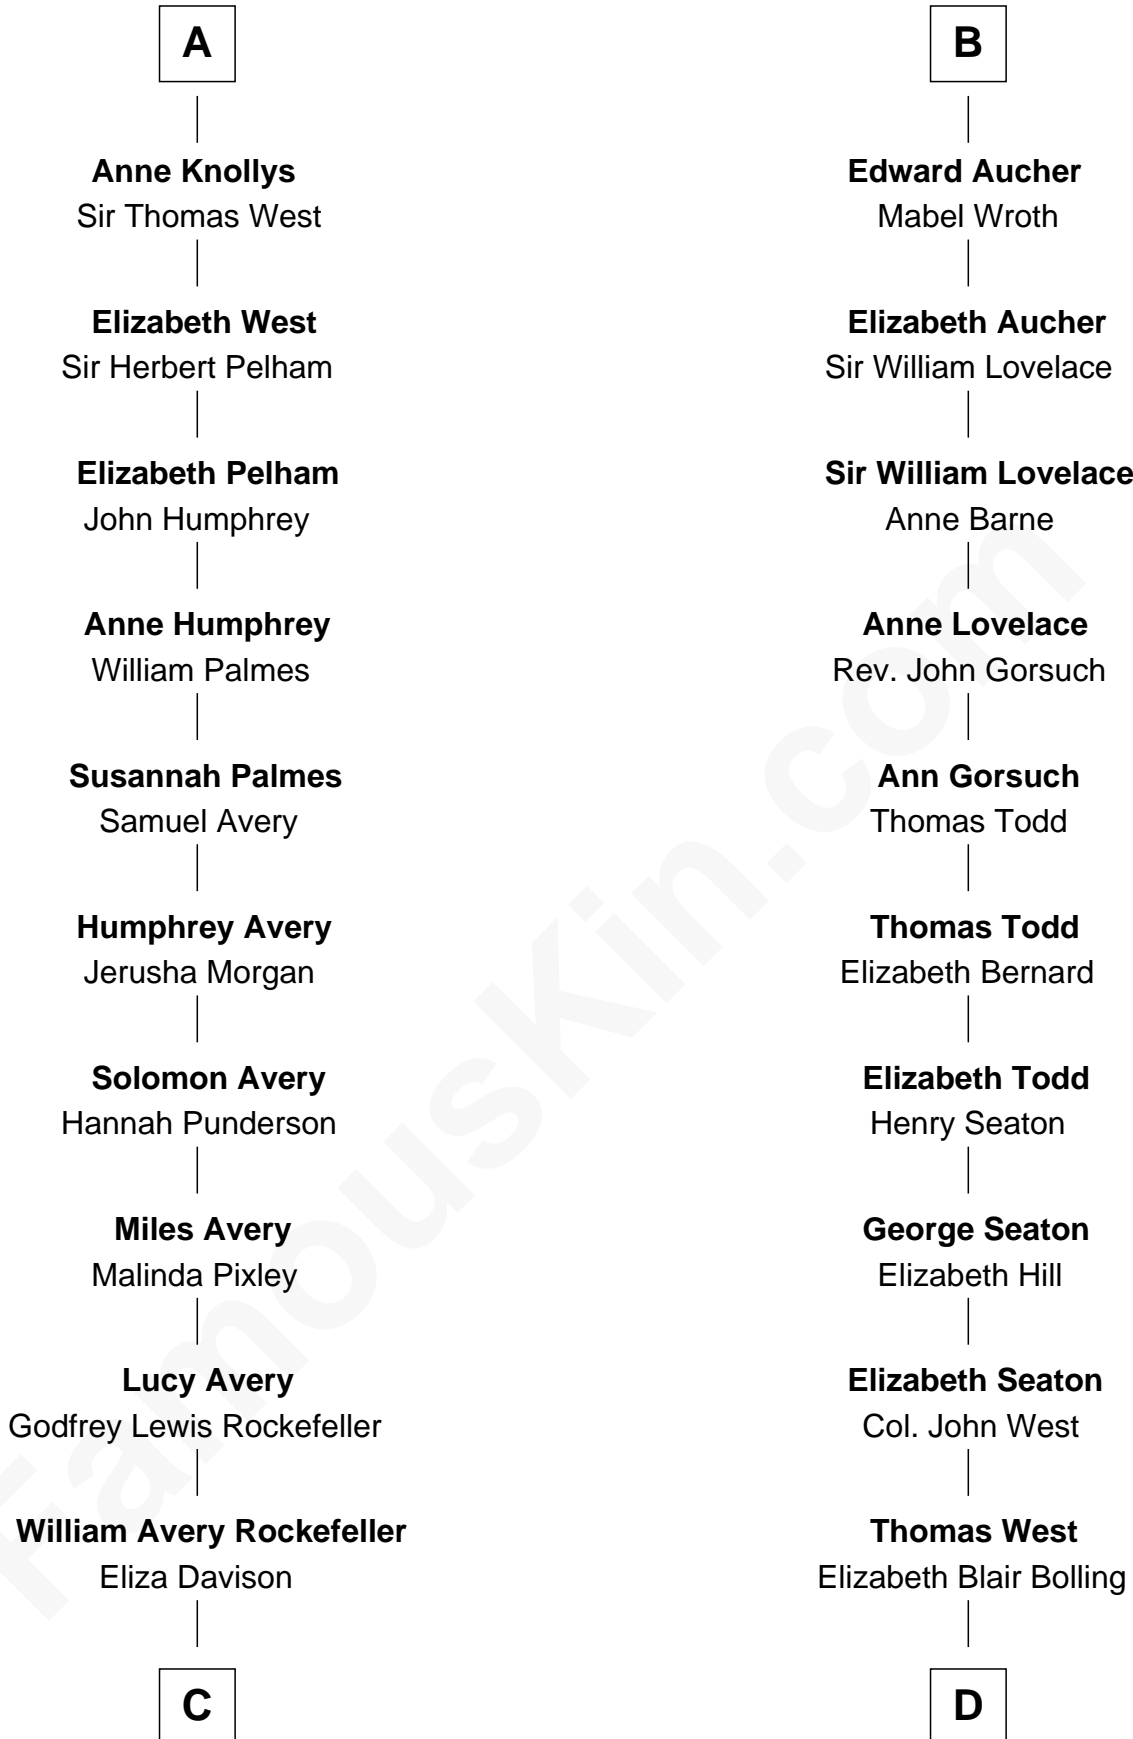 A
Anne Knollys
Sir Thomas West
Elizabeth West
Sir Herbert Pelham
Elizabeth Pelham
John Humphrey
Anne Humphrey
William Palmes
Susannah Palmes
Samuel Avery
Humphrey Avery
Jerusha Morgan
Solomon Avery
Hannah Punderson
Miles Avery
Malinda Pixley
Lucy Avery
Godfrey Lewis Rockefeller
William Avery Rockefeller
Eliza Davison
C
B
Edward Aucher
Mabel Wroth
Elizabeth Aucher
Sir William Lovelace
Sir William Lovelace
Anne Barne
Anne Lovelace
Rev. John Gorsuch
Ann Gorsuch
Thomas Todd
Thomas Todd
Elizabeth Bernard
Elizabeth Todd
Henry Seaton
George Seaton
Elizabeth Hill
Elizabeth Seaton
Col. John West
Thomas West
Elizabeth Blair Bolling
D
FamousKin.com